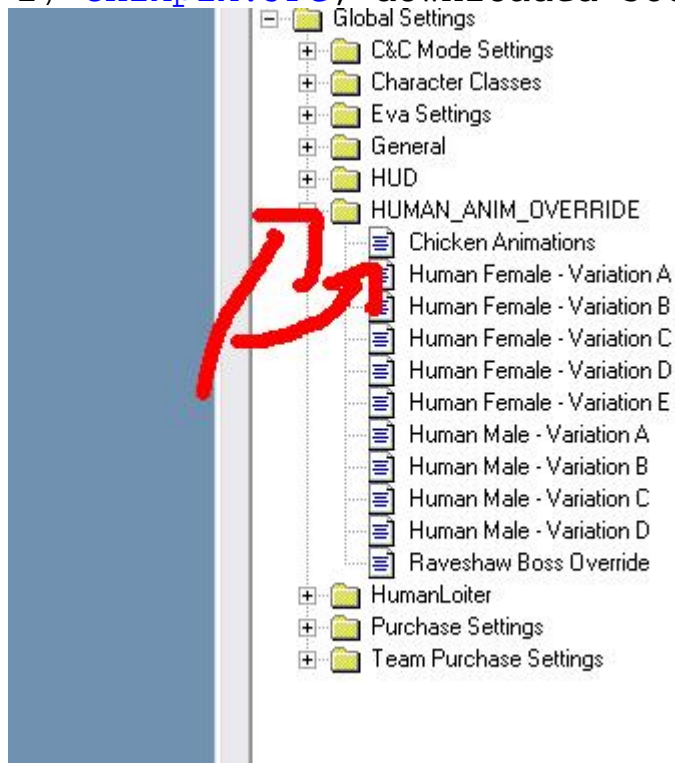 Global Settings
C&C Mode Settings
Character Classes
Eva Settings
General
HUD
HUMAN_ANIM_OVERRIDE
Chicken Animations
Human Female - Variation A
Human Female - Variation B
Human Female - Variation C
Human Female - Variation D
Human Female - Variation E
Human Male - Variation A
Human Male - Variation B
Human Male - Variation C
Human Male - Variation D
Raveshaw Boss Override
HumanLoiter
Purchase Settings
Team Purchase Settings